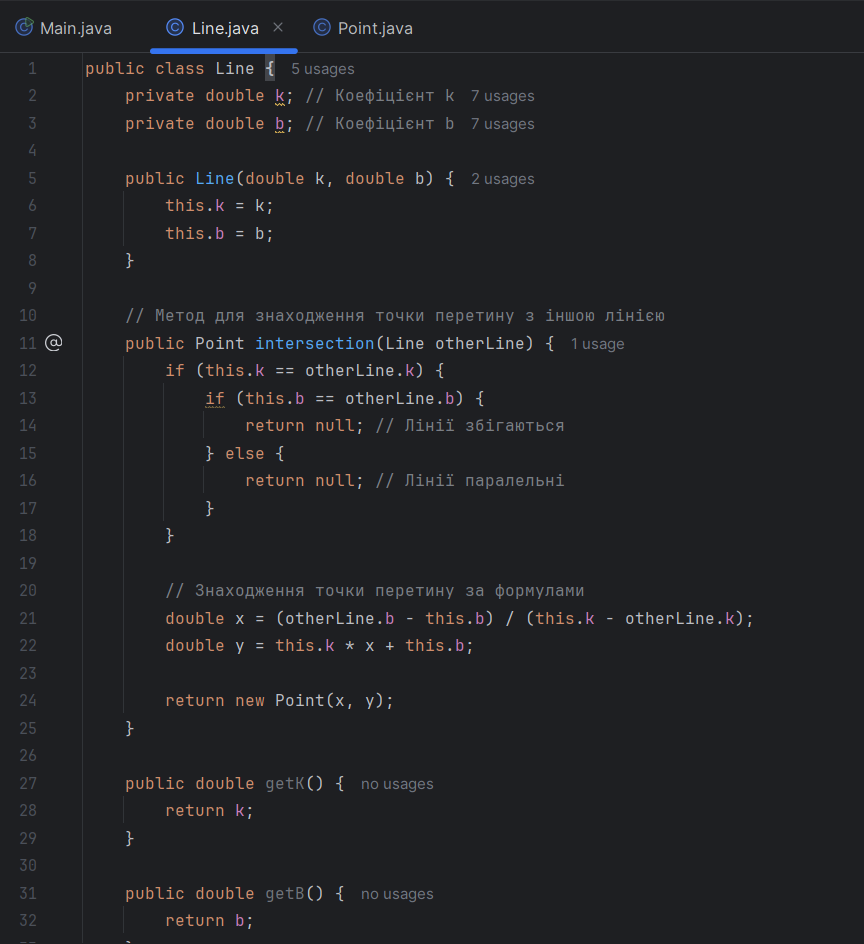 Main.java Line.java Point.java
1 public class Line { 5 usages
2 private double k; // Коефіцієнт k 7 usages
3 private double b; // Коефіцієнт b 7 usages
4
5 public Line(double k, double b) { 2 usages
6 this.k = k;
7 this.b = b;
8 }
9
10 // Метод для знаходження точки перетину з іншою лінією
11 public Point intersection(Line otherLine) { 1 usage
12 if (this.k == otherLine.k) {
13 if (this.b == otherLine.b) {
14 return null; // Лінії збігаються
15 } else {
16 return null; // Лінії паралельні
17 }
18 }
19
20 // Знаходження точки перетину за формулами
21 double x = (otherLine.b - this.b) / (this.k - otherLine.k);
22 double y = this.k * x + this.b;
23
24 return new Point(x, y);
25 }
26
27 public double getK() { no usages
28 return k;
29 }
30
31 public double getB() { no usages
32 return b;